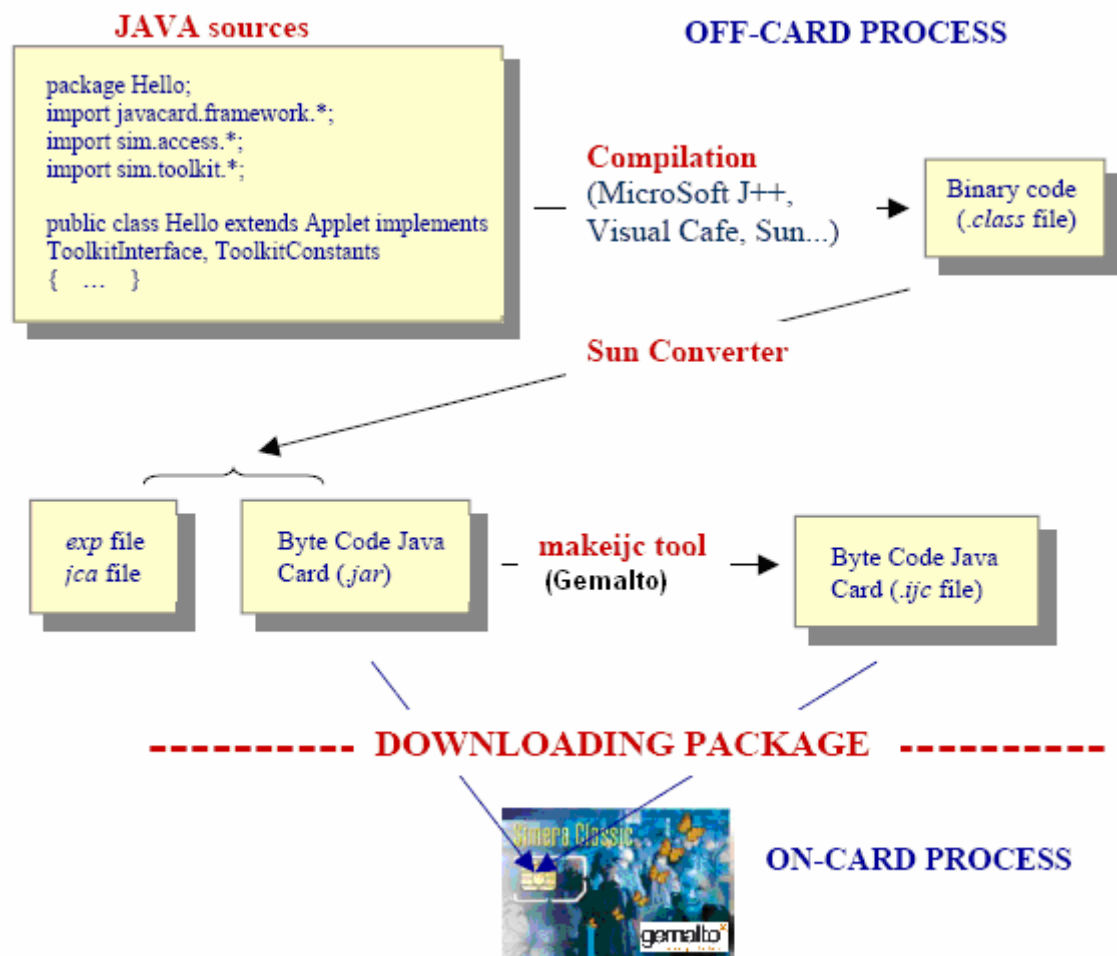 JAVA sources
OFF-CARD PROCESS
package Hello;
import javacard.framework.*;
import sim.access.*;
import sim.toolkit.*;
public class Hello extends Applet implements
ToolkitInterface, ToolkitConstants
{ ... }
Compilation
(MicroSoft J++,
Visual Cafe, Sun...)
Binary code
(.class file)
Sun Converter
exp file
jca file
Byte Code Java
Card (.jar)
makeijc tool
(Gemalto)
Byte Code Java
Card (.ijc file)
DOWNLOADING PACKAGE
Simera Classic
gemalto
ON-CARD PROCESS